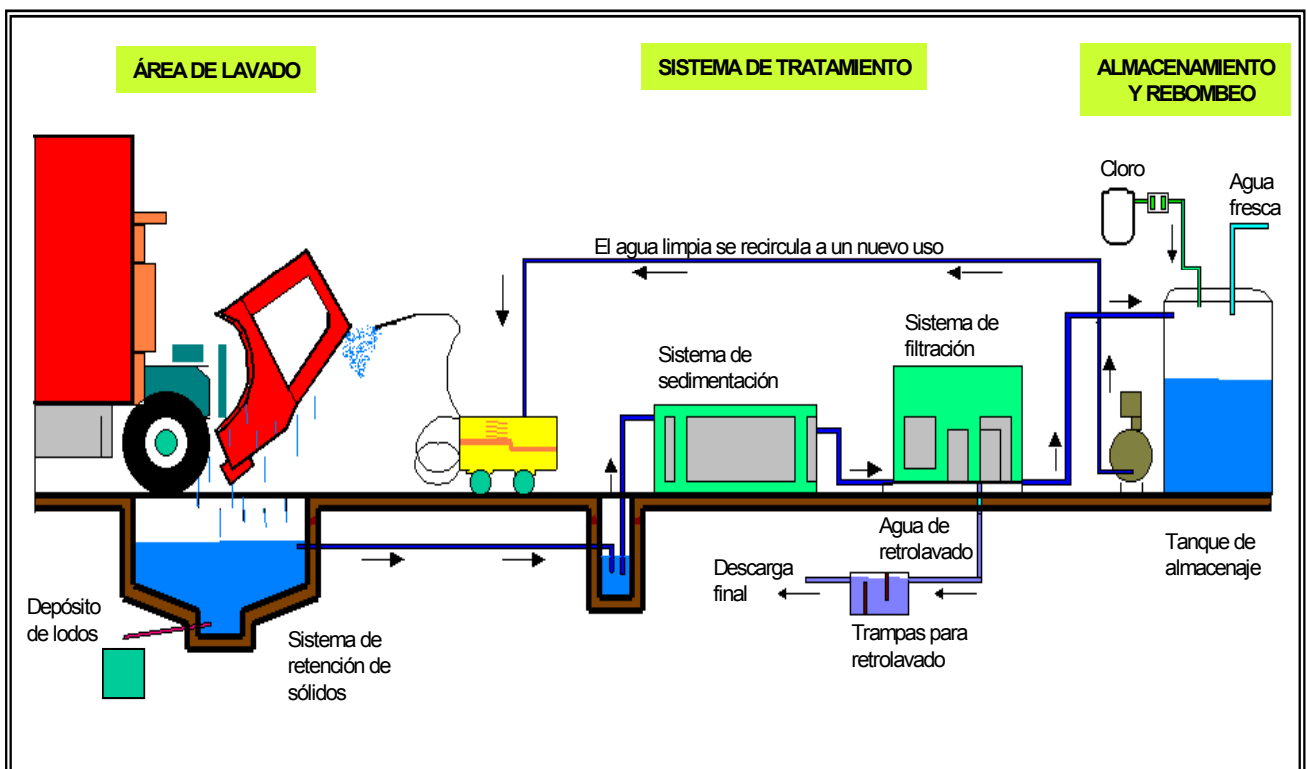 ÁREA DE LAVADO
SISTEMA DE TRATAMIENTO
ALMACENAMIENTO
Y REBOMBEO
Cloro
Agua
fresca
El agua limpia se recircula a un nuevo uso
Sistema de
filtración
Sistema de
sedimentación
Agua de
retrolavado
Tanque de
almacenaje
Descarga
final
Depósito
de lodos
Sistema de
retención de
sólidos
Trampas para
retrolavado